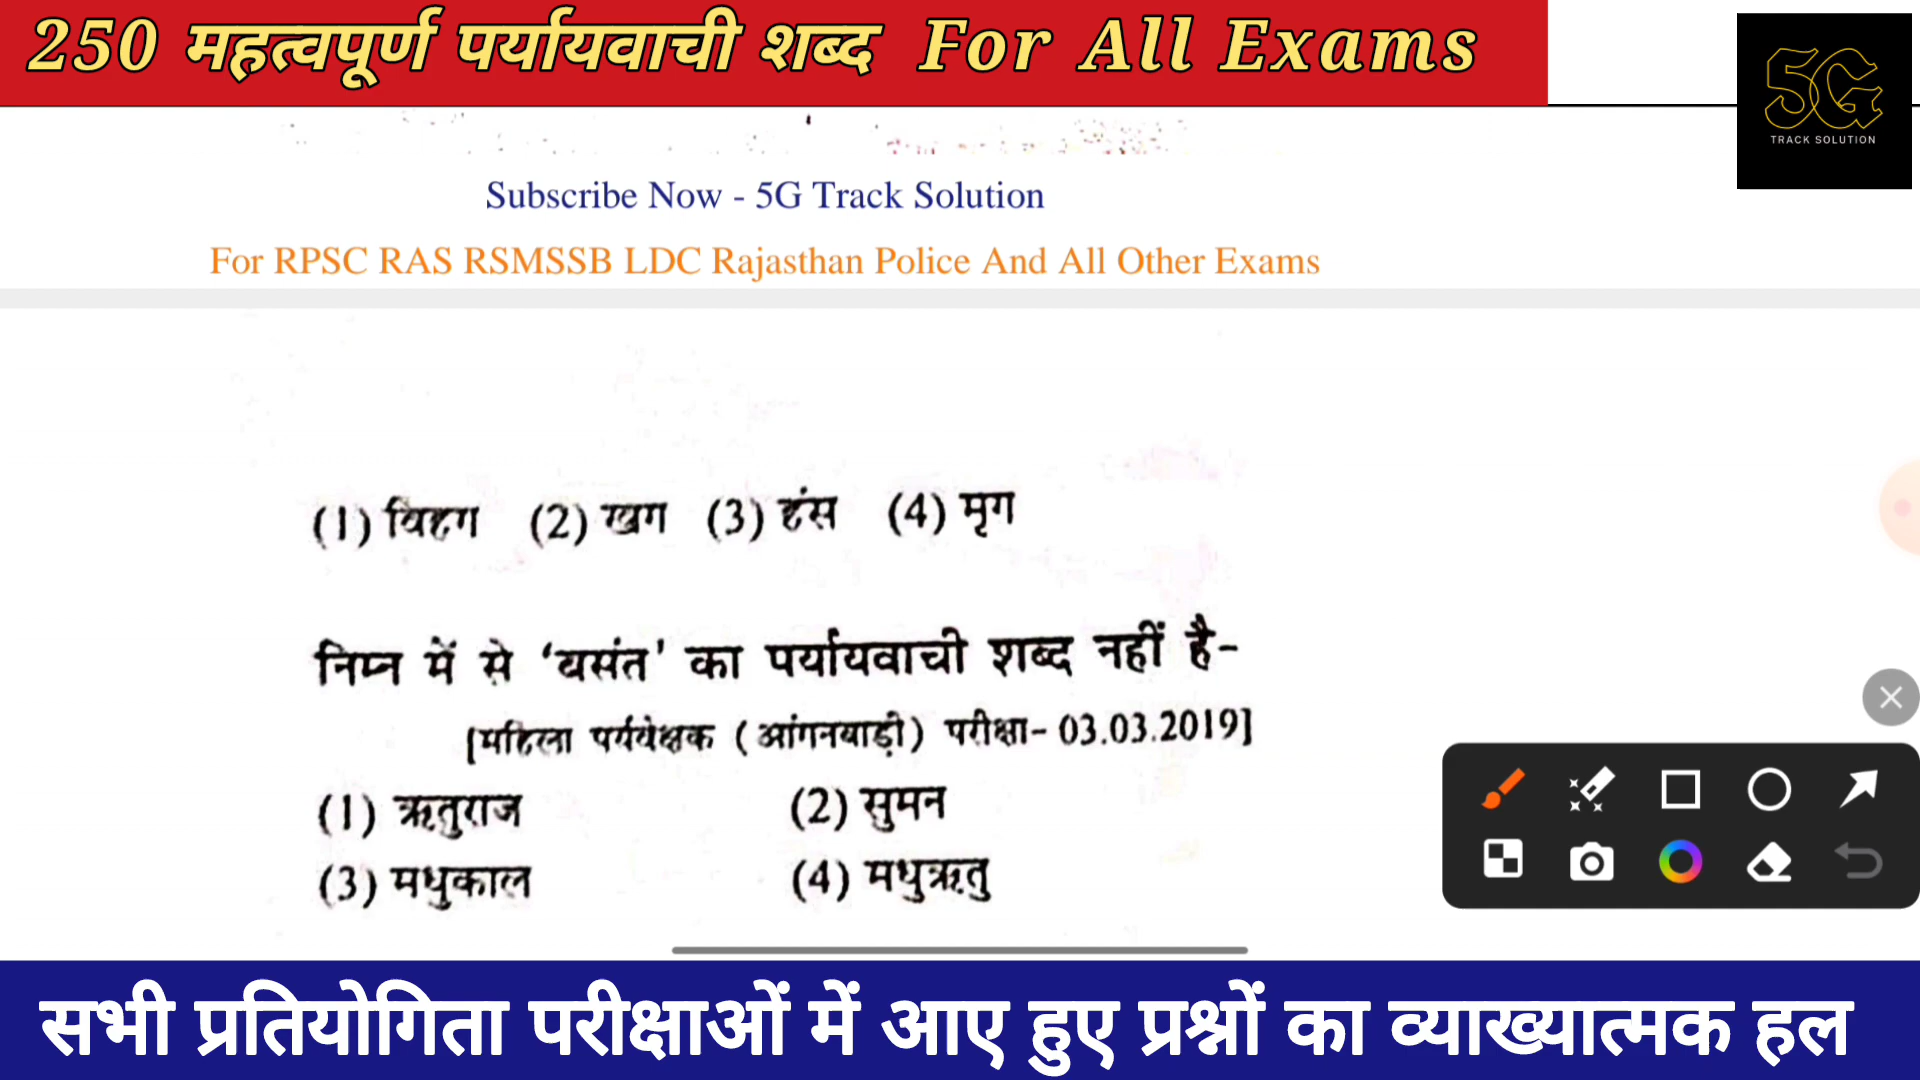 250 महत्वपूर्ण पर्यायवाची शब्द For All Exams
5G
TRACK SOLUTION
Subscribe Now - 5G Track Solution
For RPSC RAS RSMSSB LDC Rajasthan Police And All Other Exams
(1) विहग (2) खग (3) हंस (4) मृग
निम्न में से ‘वसंत’ का पर्यायवाची शब्द नहीं है-
[महिला पर्यवेक्षक (आंगनबाड़ी) परीक्षा- 03.03.2019]
(1) ऋतुराज (2) सुमन
(3) मधुकाल (4) मधुऋतु
सभी प्रतियोगिता परीक्षाओं में आए हुए प्रश्नों का व्याख्यात्मक हल